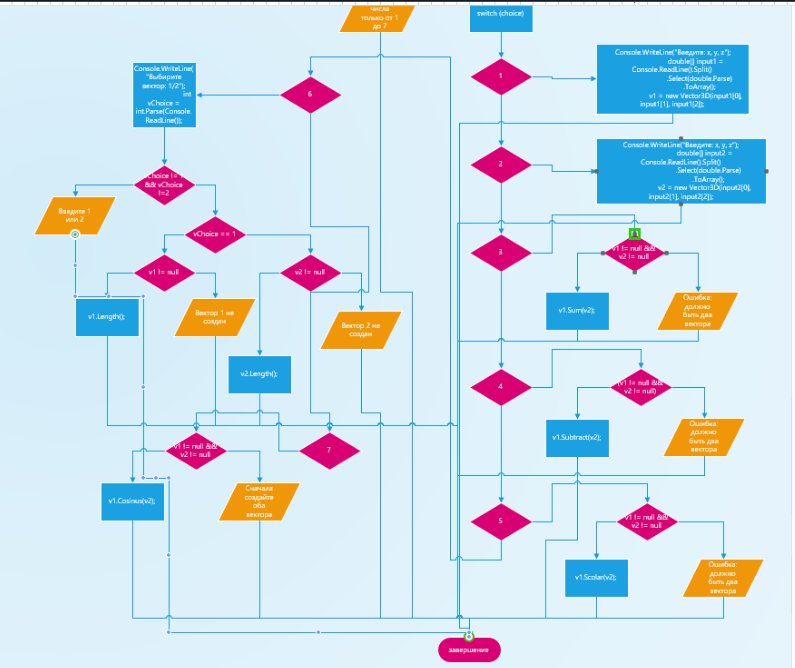 числа
только от 1
до 7
switch (choice)
1
Console.WriteLine("Введите: x, y, z");
double[] input1 =
Console.ReadLine().Split()
.Select(double.Parse)
.ToArray();
v1 = new Vector3D(input1[0],
input1[1], input1[2]);
Console.WriteLine(
"Выбирите
вектор: 1/2");
int
vChoice =
int.Parse(Console.
ReadLine());
6
2
Console.WriteLine("Введите: x, y, z");
double[] input2 =
Console.ReadLine().Split()
.Select(double.Parse)
.ToArray();
v2 = new Vector3D(input2[0],
input2[1], input2[2]);
&& vChoice
!=2
Введите 1
или 2
vChoice == 1
3
v1 != null &&
v2 != null
v1 != null
v2 != null
v1.Length();
Вектор 1 не
создан
Вектор 2 не
создан
v1.Sum(v2);
Ошибка:
должно
быть два
вектора
v2.Length();
4
(v1 != null &&
v2 != null)
v1.Subtract(v2);
Ошибка:
должно
быть два
вектора
v1 != null &&
v2 != null
7
v1.Cosinus(v2);
Сначала
создайте
оба
вектора
5
v1 != null &&
v2 != null
v1.Scolar(v2);
Ошибка:
должно
быть два
вектора
завершение